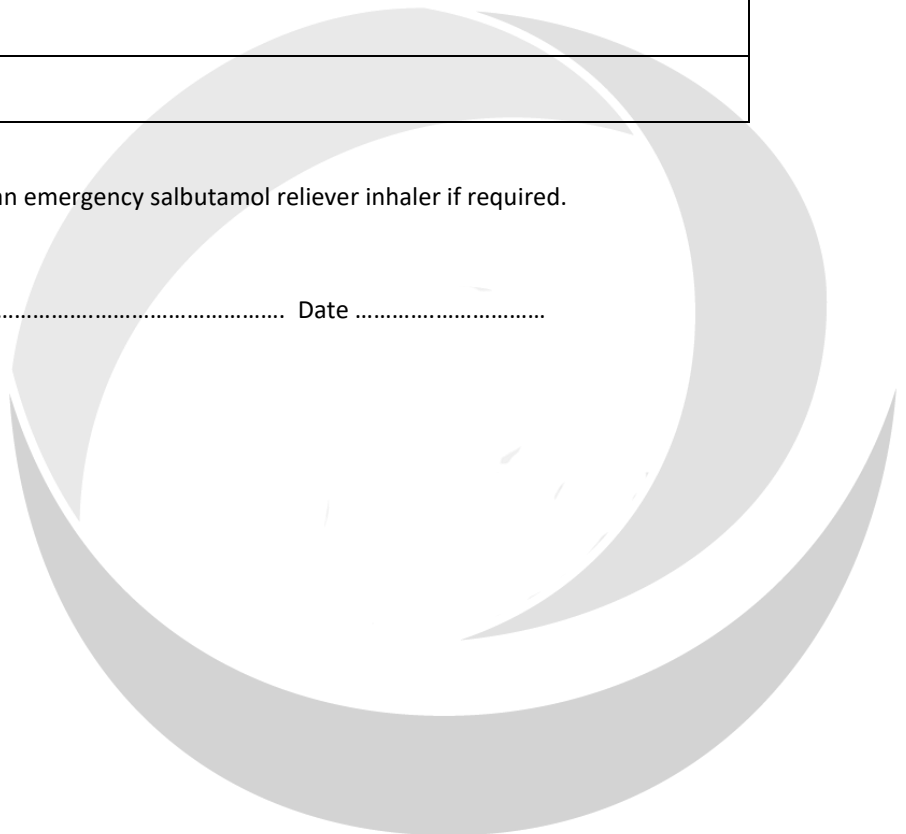 an emergency salbutamol reliever inhaler if required.
……………..………………………. Date ………..……………